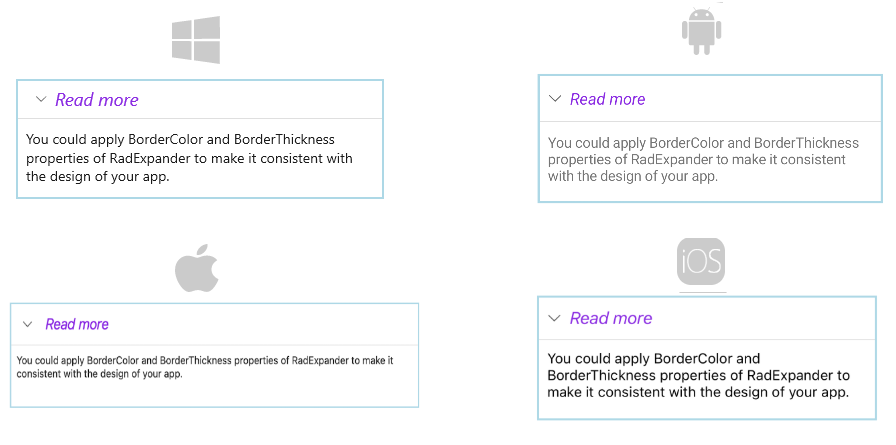 Read more
You could apply BorderColor and BorderThickness
properties of RadExpander to make it consistent with
the design of your app.
Read more
You could apply BorderColor and BorderThickness
properties of RadExpander to make it consistent
with the design of your app.
Read more
You could apply BorderColor and BorderThickness properties of RadExpander to make it
consistent with the design of your app.
iOS
Read more
You could apply BorderColor and
BorderThickness properties of RadExpander to
make it consistent with the design of your app.